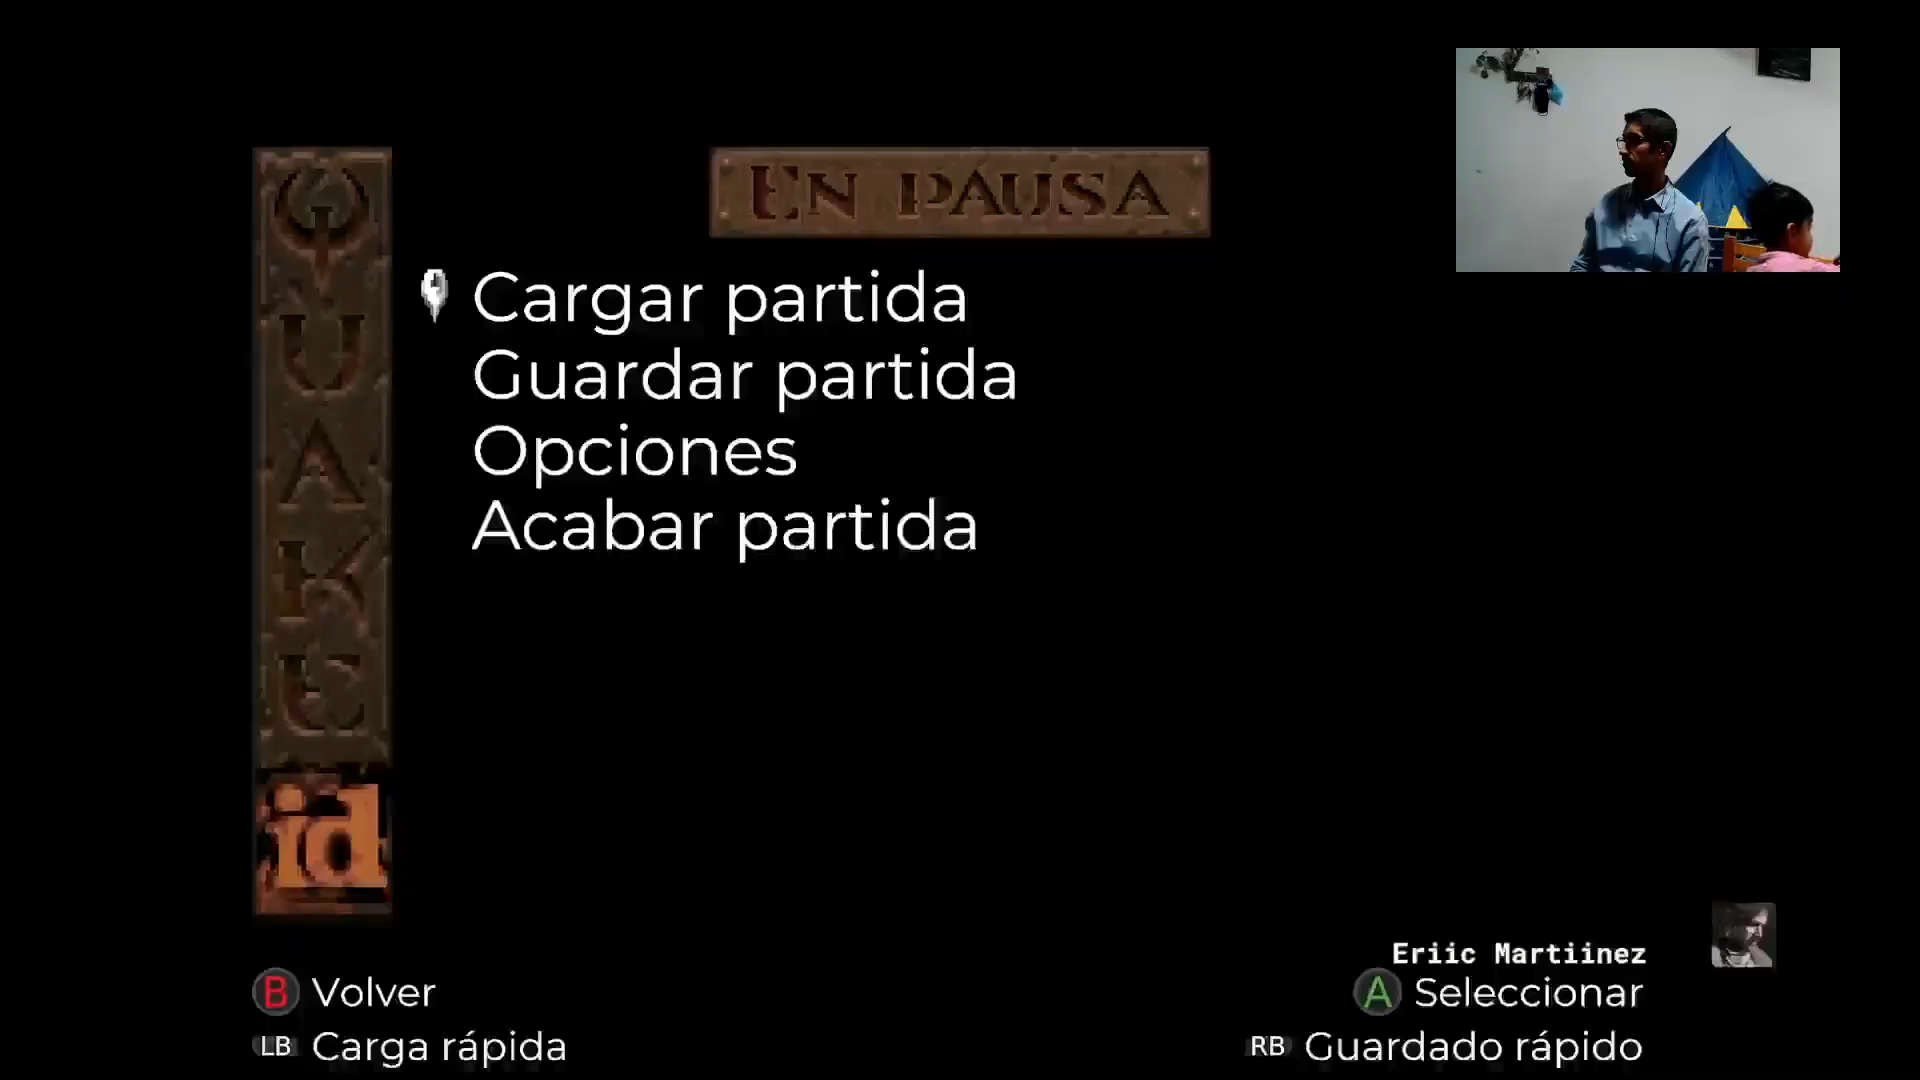 QUAKE
id
EN PAUSA
Cargar partida
Guardar partida
Opciones
Acabar partida
Eriic Martiinez
B Volver
A Seleccionar
LB Carga rápida
RB Guardado rápido